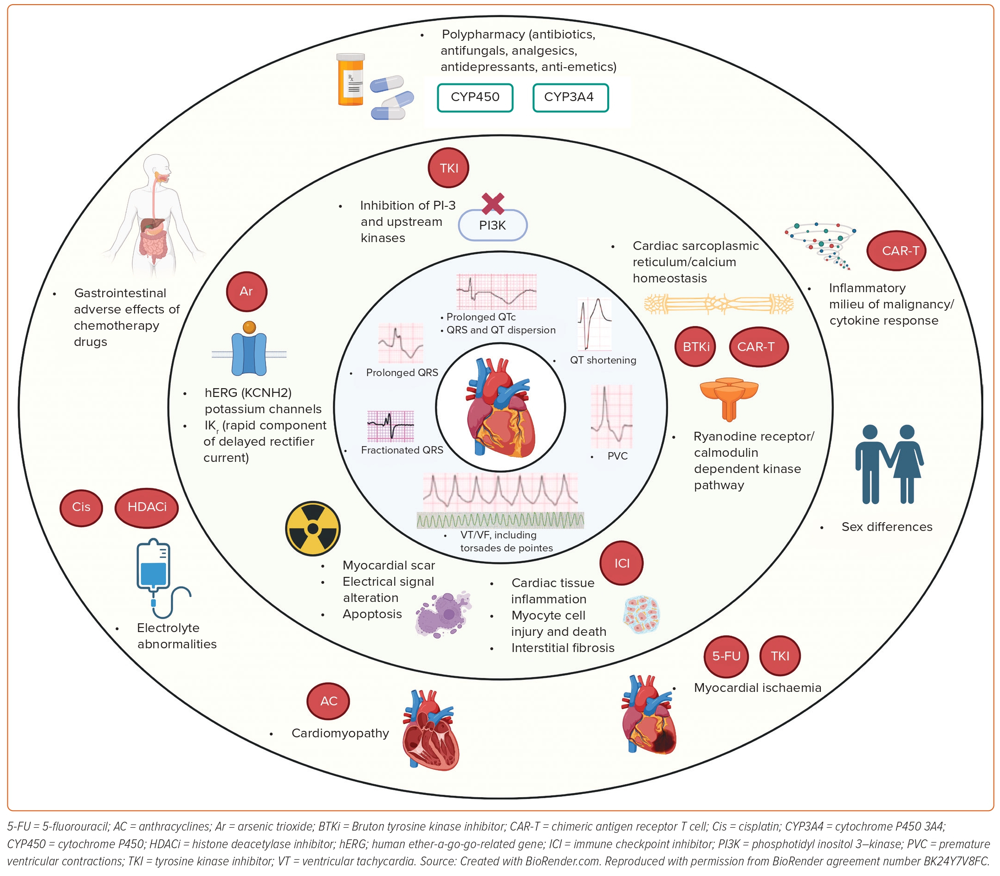 • Polypharmacy (antibiotics,
antifungals, analgesics,
antidepressants, anti-emetics)
Rx
CYP450
CYP3A4
TKI
• Inhibition of PI-3
and upstream
kinases
PI3K
• Cardiac sarcoplasmic
reticulum/calcium
homeostasis
CAR-T
• Inflammatory
milieu of malignancy/
cytokine response
• Gastrointestinal
adverse effects of
chemotherapy
drugs
Ar
• hERG (KCNH2)
potassium channels
• IKr (rapid component
of delayed rectifier
current)
• Prolonged QTc
• QRS and QT dispersion
• QT shortening
• Prolonged QRS
• Fractionated QRS
• PVC
• VT/VF, including
torsades de pointes
BTKi
CAR-T
• Ryanodine receptor/
calmodulin
dependent kinase
pathway
• Sex differences
Cis
HDACi
• Electrolyte
abnormalities
• Myocardial scar
• Electrical signal
alteration
• Apoptosis
ICI
• Cardiac tissue
inflammation
• Myocyte cell
injury and death
• Interstitial fibrosis
5-FU
TKI
• Myocardial ischaemia
AC
• Cardiomyopathy
5-FU = 5-fluorouracil; AC = anthracyclines; Ar = arsenic trioxide; BTKi = Bruton tyrosine kinase inhibitor; CAR-T = chimeric antigen receptor T cell; Cis = cisplatin; CYP3A4 = cytochrome P450 3A4;
CYP450 = cytochrome P450; HDACi = histone deacetylase inhibitor; hERG; human ether-a-go-go-related gene; ICI = immune checkpoint inhibitor; PI3K = phosphotidyl inositol 3–kinase; PVC = premature
ventricular contractions; TKI = tyrosine kinase inhibitor; VT = ventricular tachycardia. Source: Created with BioRender.com. Reproduced with permission from BioRender agreement number BK24Y7V8FC.